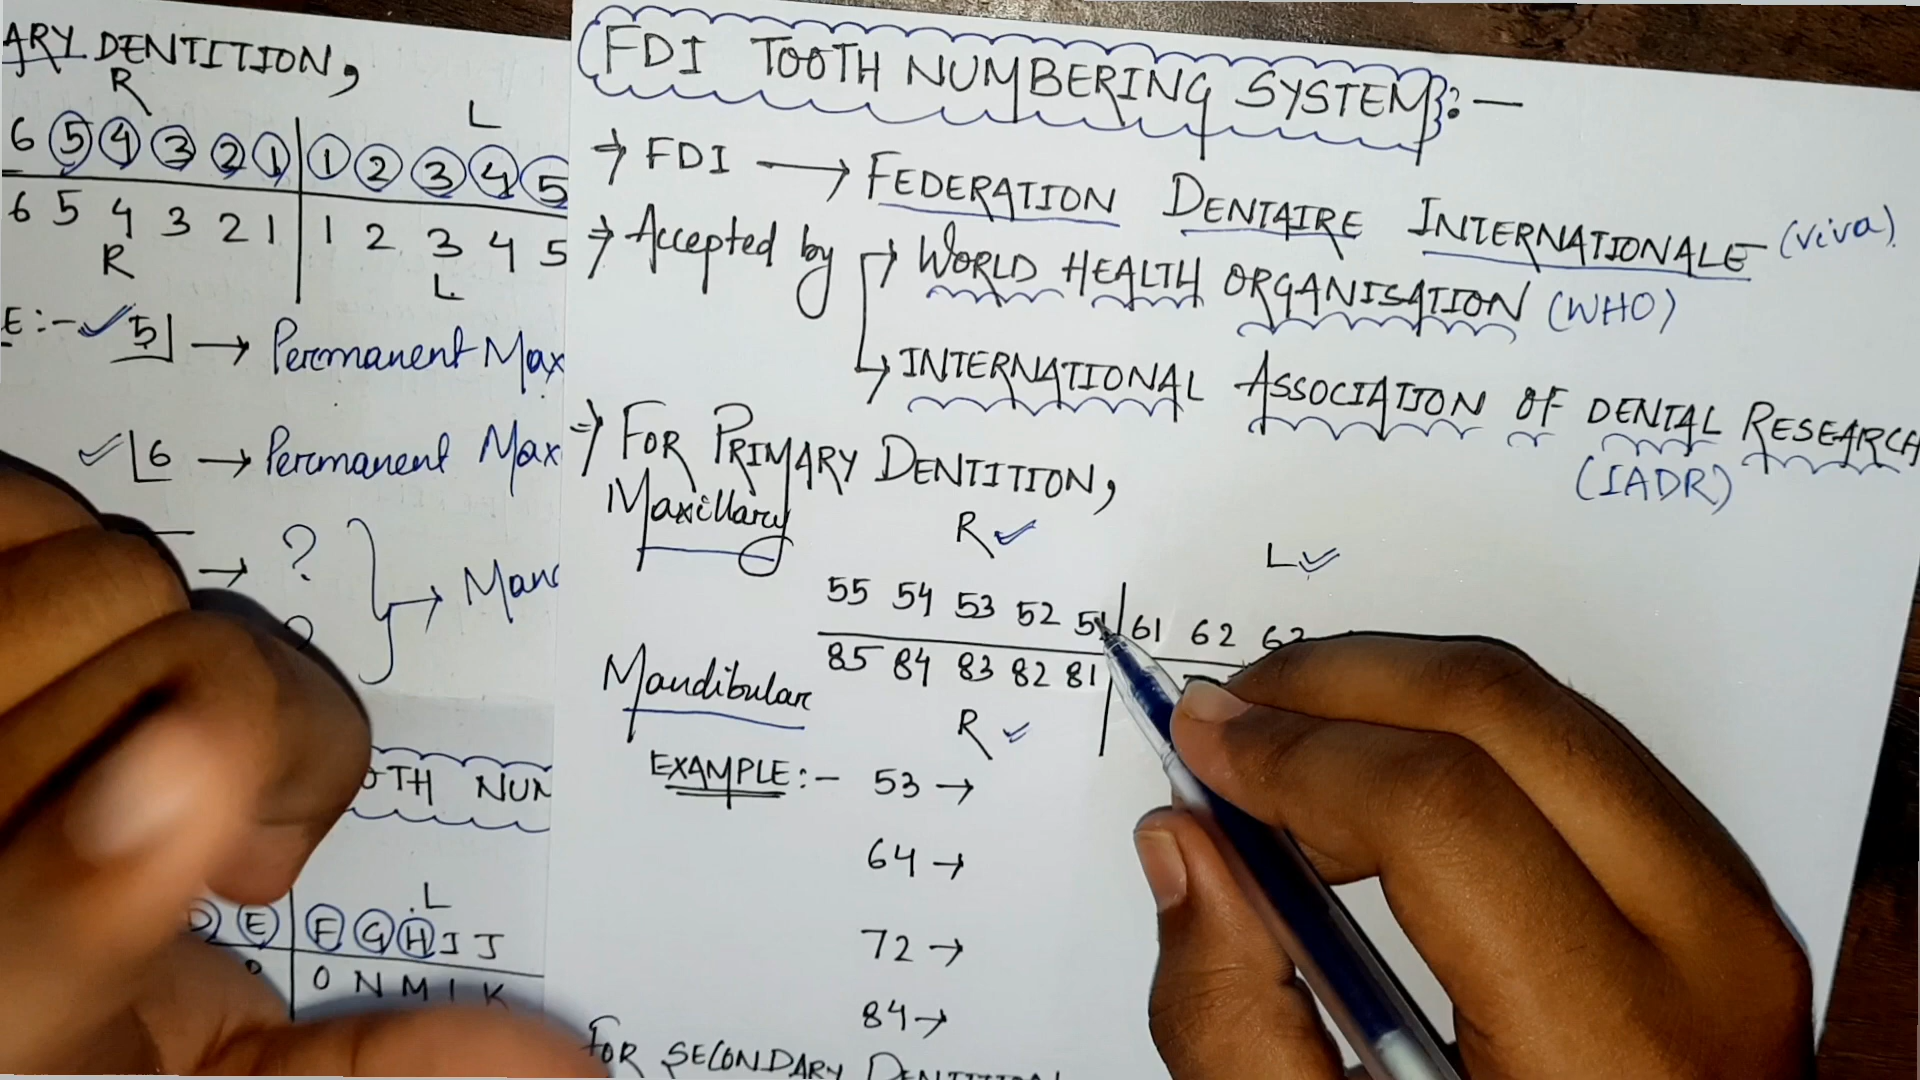 ARY DENTITION,
R
L
6 5 4 3 2 1 1 2 3 4 5
6 5 4 3 2 1 1 2 3 4 5
R
L
E:- 5 → Permanent Max
6 → Permanent Max
→ ?
?
→ Man
OTH NUM
L
D E F G H I J
O N M L K
FDI TOOTH NUMBERING SYSTEM:-
→ FDI → FEDERATION DENTAIRE INTERNATIONALE (viva)
→ Accepted by → WORLD HEALTH ORGANISATION (WHO)
→ INTERNATIONAL ASSOCIATION OF DENTAL RESEARCH
(IADR)
→ FOR PRIMARY DENTITION,
Maxillary
R
L
55 54 53 52 51 61 62 63
85 84 83 82 81
Mandibular
R
EXAMPLE:- 53 →
64 →
72 →
84 →
FOR SECONDARY DENTITION